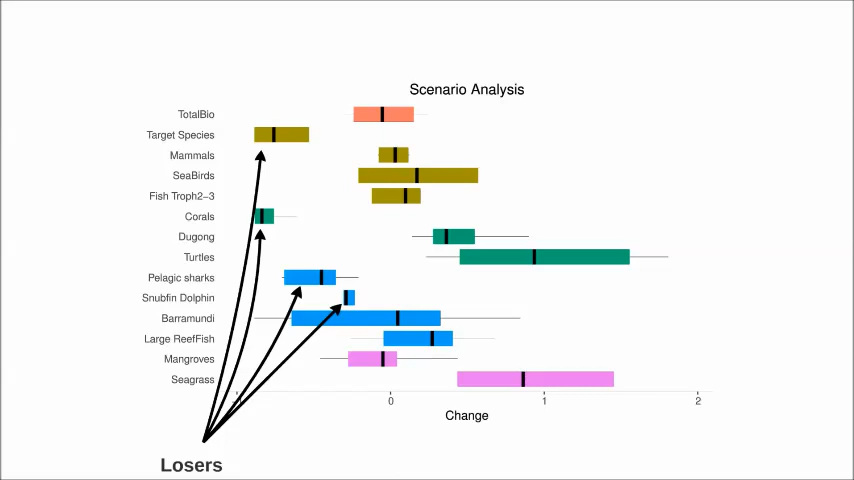 Scenario Analysis
TotalBio
Target Species
Mammals
SeaBirds
Fish Troph2−3
Corals
Dugong
Turtles
Pelagic sharks
Snubfin Dolphin
Barramundi
Large ReefFish
Mangroves
Seagrass
0 1 2
Change
Losers